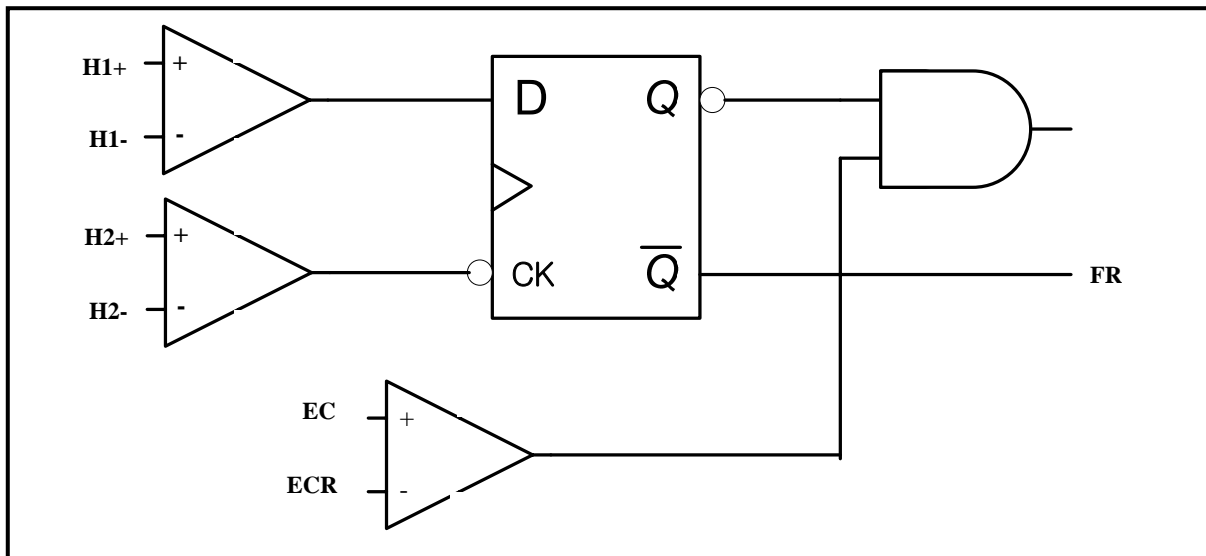 H1+
+
H1-
-
D
Q
H2+
+
H2-
-
CK
Q̅
FR
EC
+
ECR
-